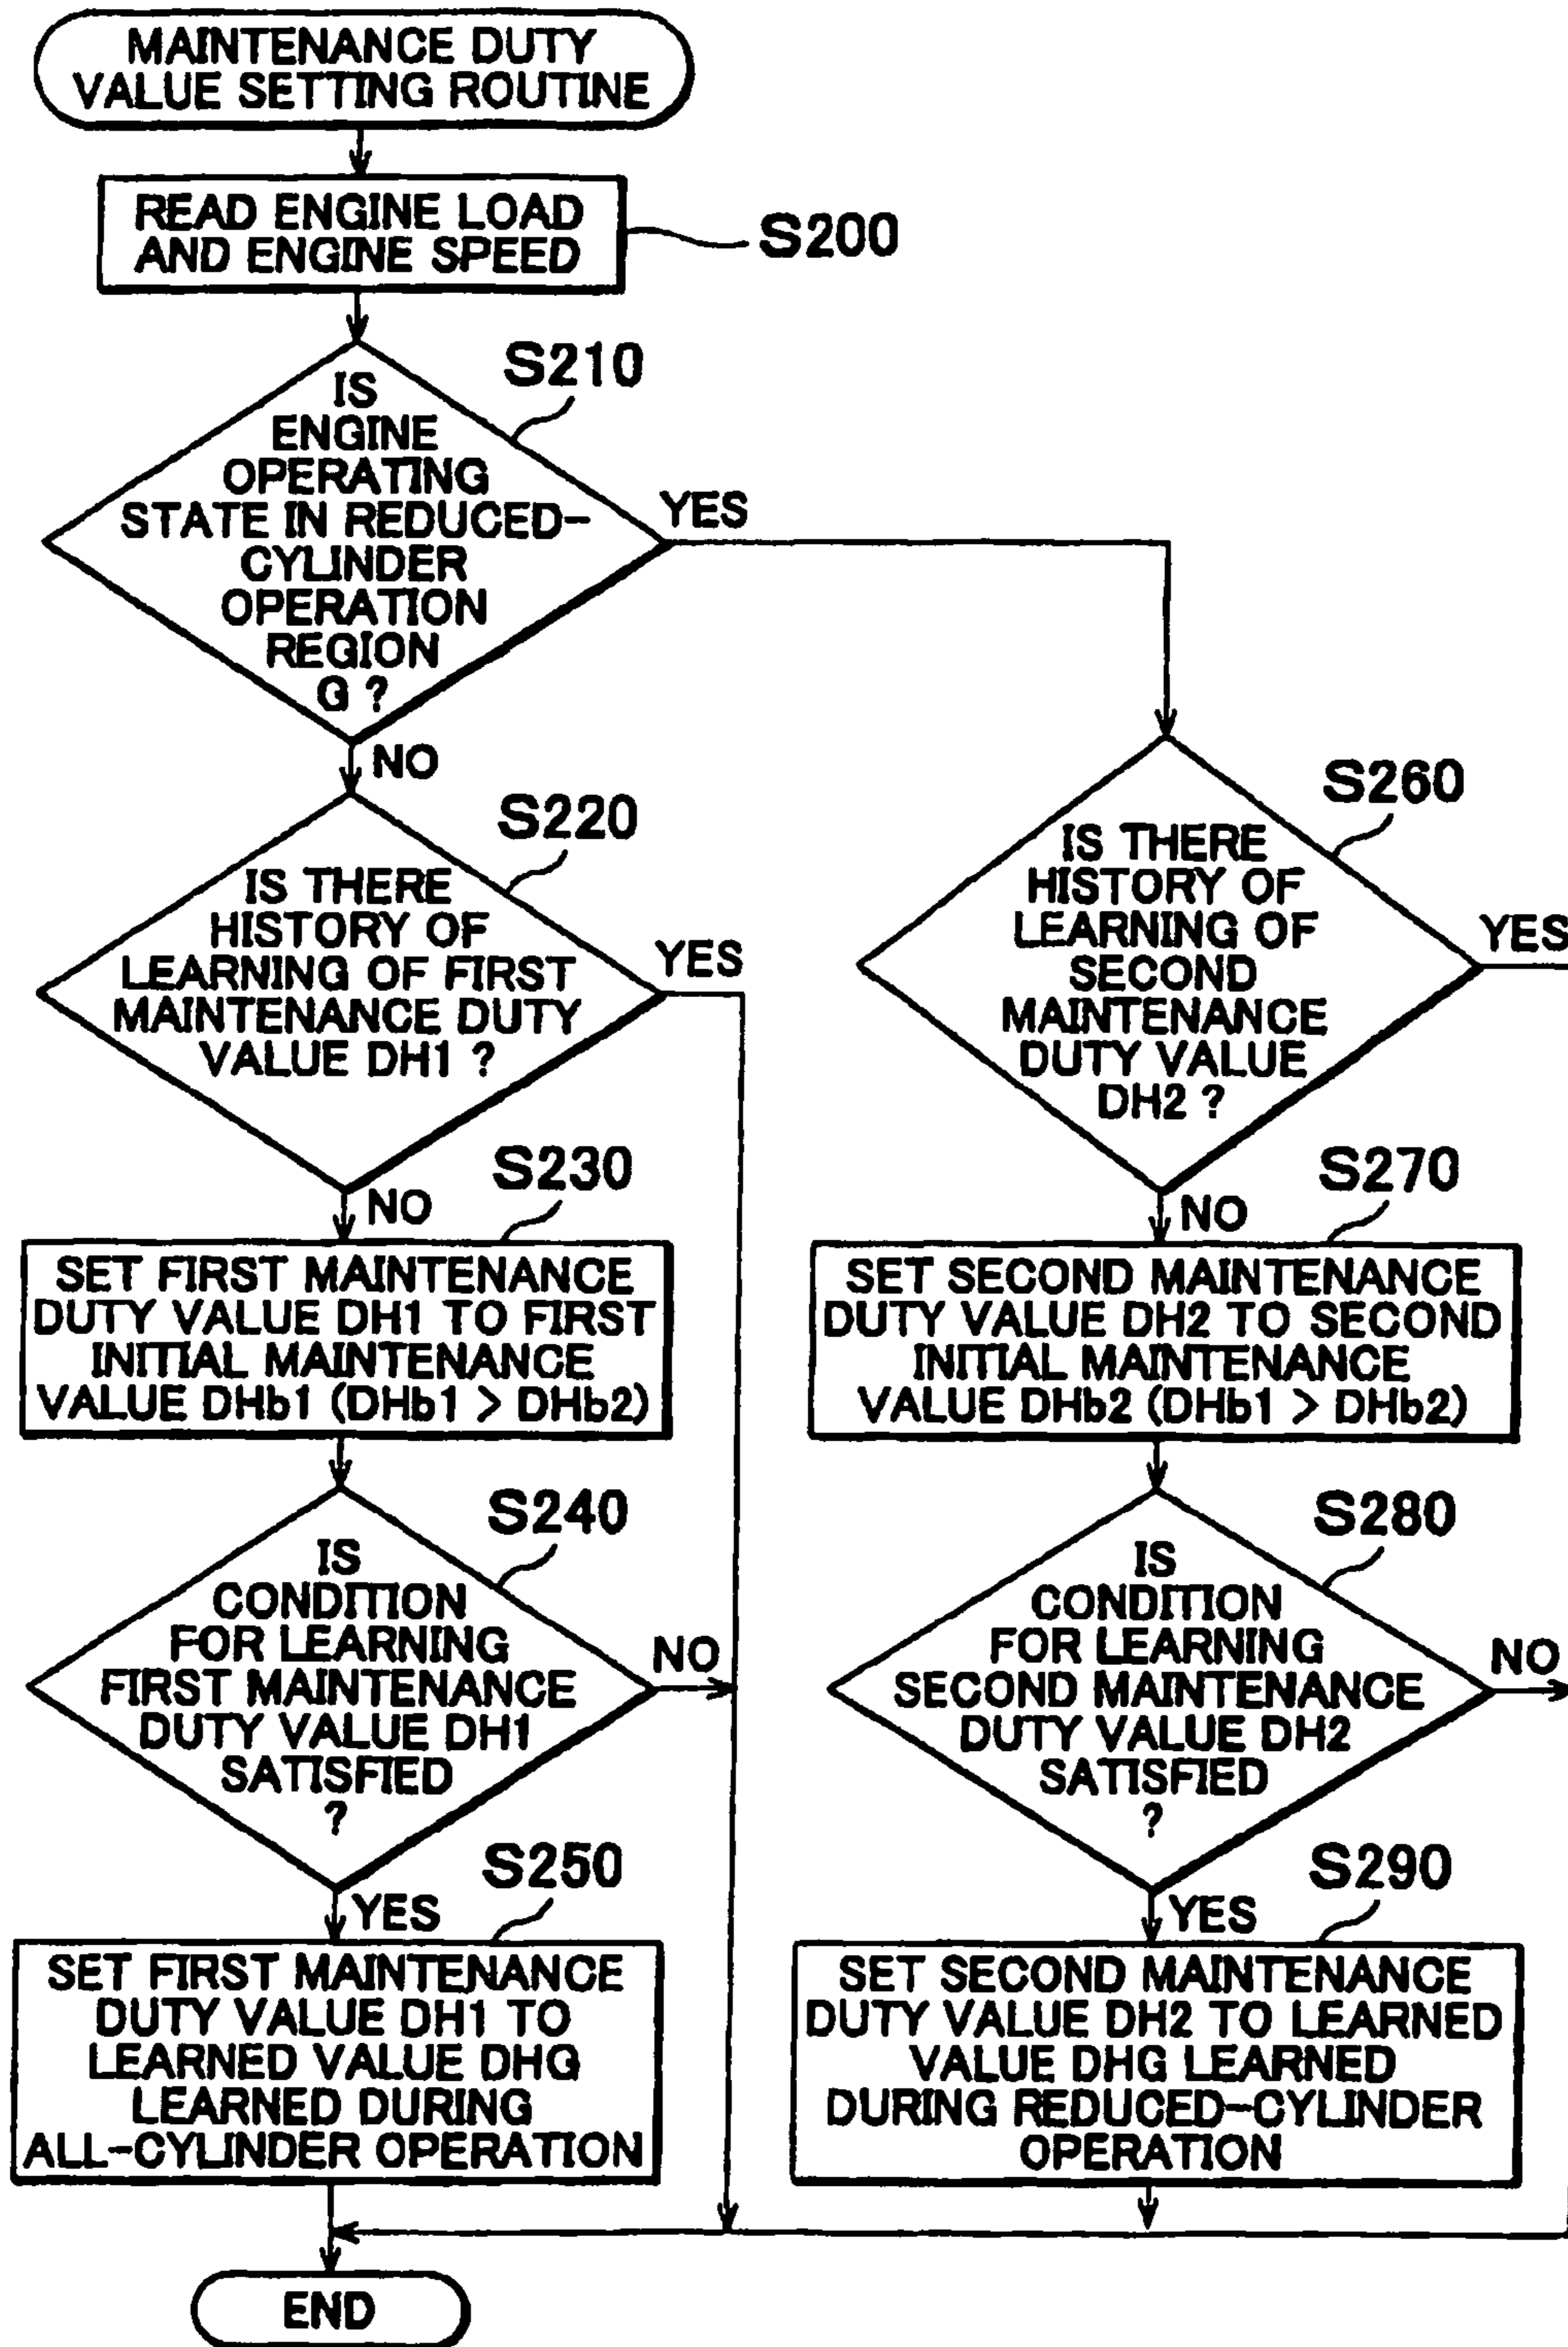 MAINTENANCE DUTY
VALUE SETTING ROUTINE
READ ENGINE LOAD
AND ENGINE SPEED
S200
S210
IS
ENGINE
OPERATING
STATE IN REDUCED-
CYLINDER
OPERATION
REGION
G ?
YES
NO
S220
IS THERE
HISTORY OF
LEARNING OF FIRST
MAINTENANCE DUTY
VALUE DH1 ?
YES
NO
S230
SET FIRST MAINTENANCE
DUTY VALUE DH1 TO FIRST
INITIAL MAINTENANCE
VALUE DHb1 (DHb1 > DHb2)
S240
IS
CONDITION
FOR LEARNING
FIRST MAINTENANCE
DUTY VALUE DH1
SATISFIED
?
NO
YES
S250
SET FIRST MAINTENANCE
DUTY VALUE DH1 TO
LEARNED VALUE DHG
LEARNED DURING
ALL-CYLINDER OPERATION
S260
IS THERE
HISTORY OF
LEARNING OF
SECOND
MAINTENANCE
DUTY VALUE
DH2 ?
YES
NO
S270
SET SECOND MAINTENANCE
DUTY VALUE DH2 TO SECOND
INITIAL MAINTENANCE
VALUE DHb2 (DHb1 > DHb2)
S280
IS
CONDITION
FOR LEARNING
SECOND MAINTENANCE
DUTY VALUE DH2
SATISFIED
?
NO
YES
S290
SET SECOND MAINTENANCE
DUTY VALUE DH2 TO LEARNED
VALUE DHG LEARNED
DURING REDUCED-CYLINDER
OPERATION
END